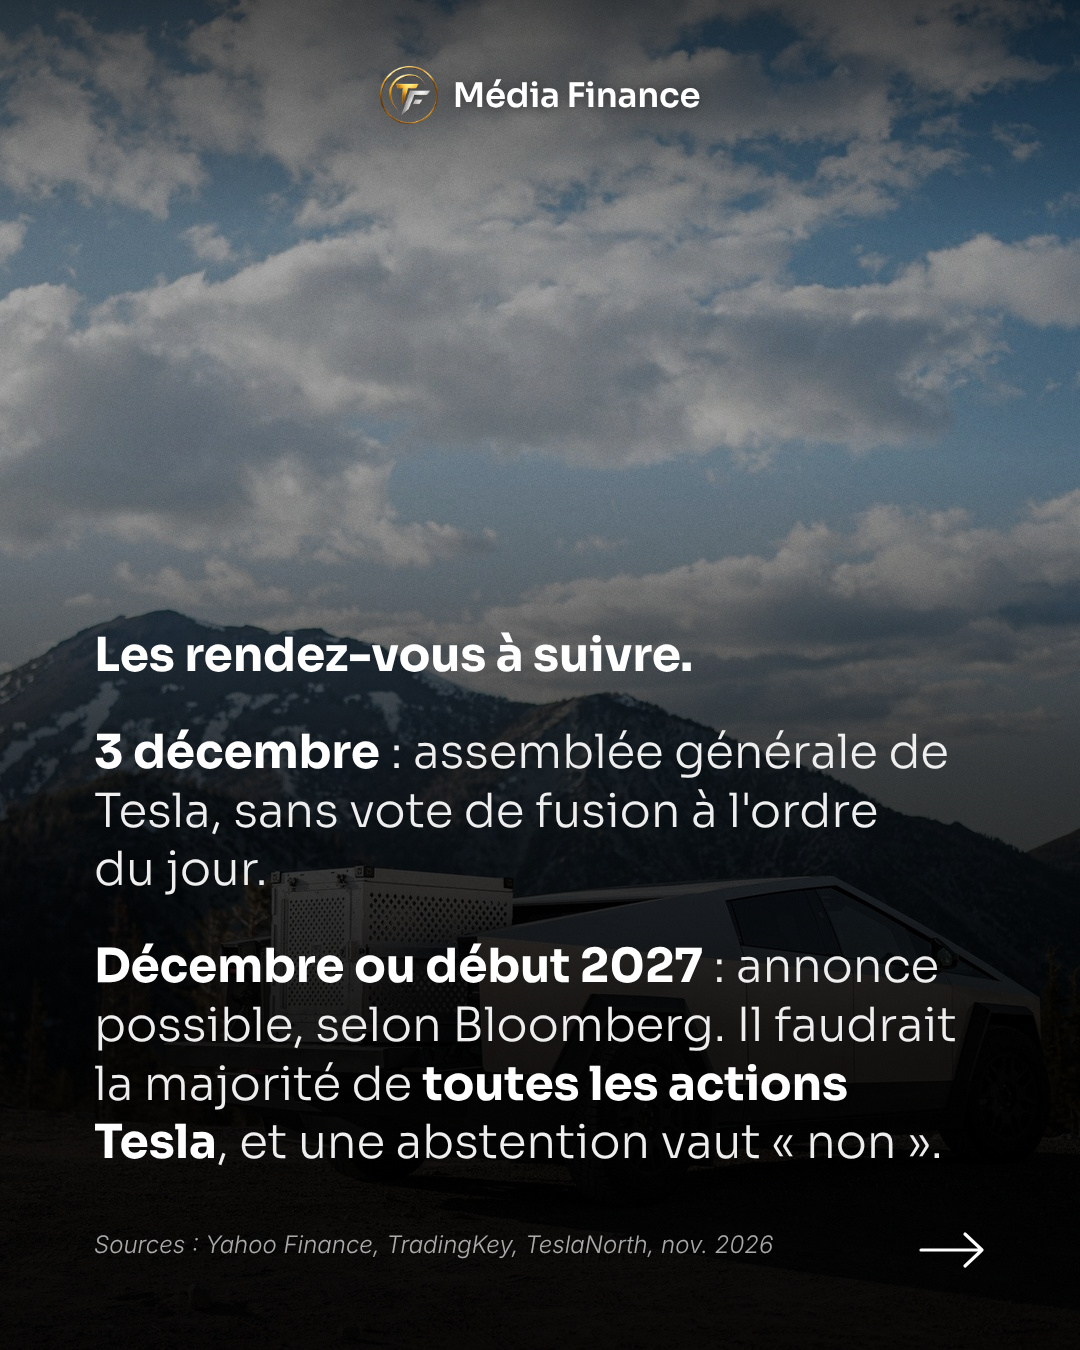 TF Média Finance
Les rendez-vous à suivre.
3 décembre : assemblée générale de
Tesla, sans vote de fusion à l'ordre
du jour.
Décembre ou début 2027 : annonce
possible, selon Bloomberg. Il faudrait
la majorité de toutes les actions
Tesla, et une abstention vaut « non ».
Sources : Yahoo Finance, TradingKey, TeslaNorth, nov. 2026